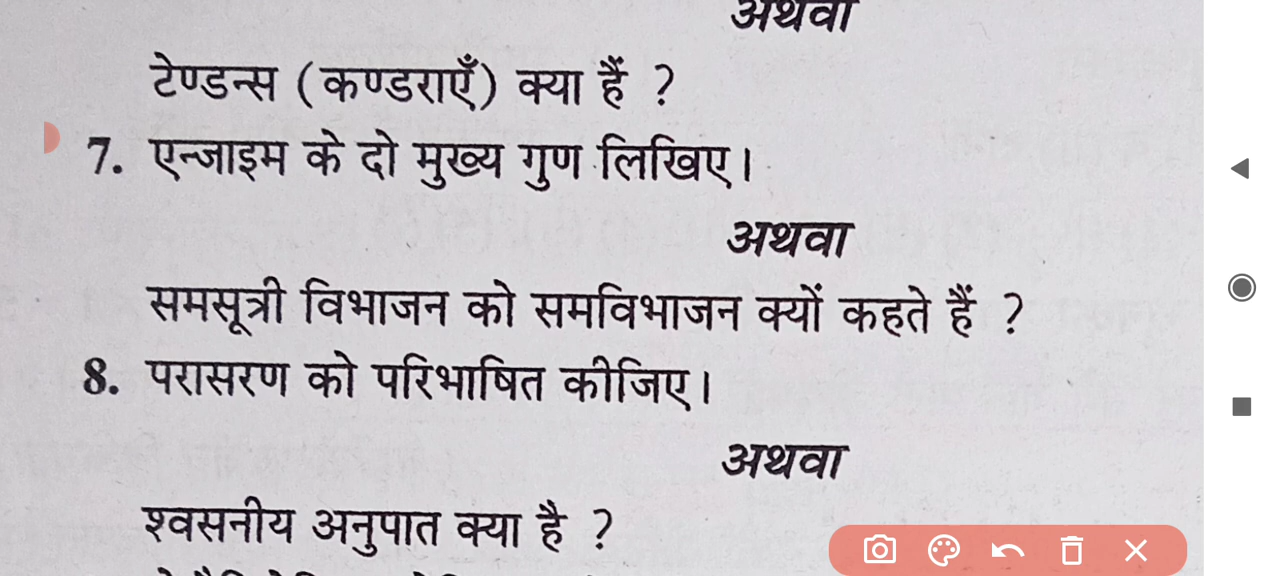 अथवा
टेण्डन्स (कण्डराएँ) क्या हैं ?
7. एन्जाइम के दो मुख्य गुण लिखिए।
अथवा
समसूत्री विभाजन को समविभाजन क्यों कहते हैं ?
8. परासरण को परिभाषित कीजिए।
अथवा
श्वसनीय अनुपात क्या है ?